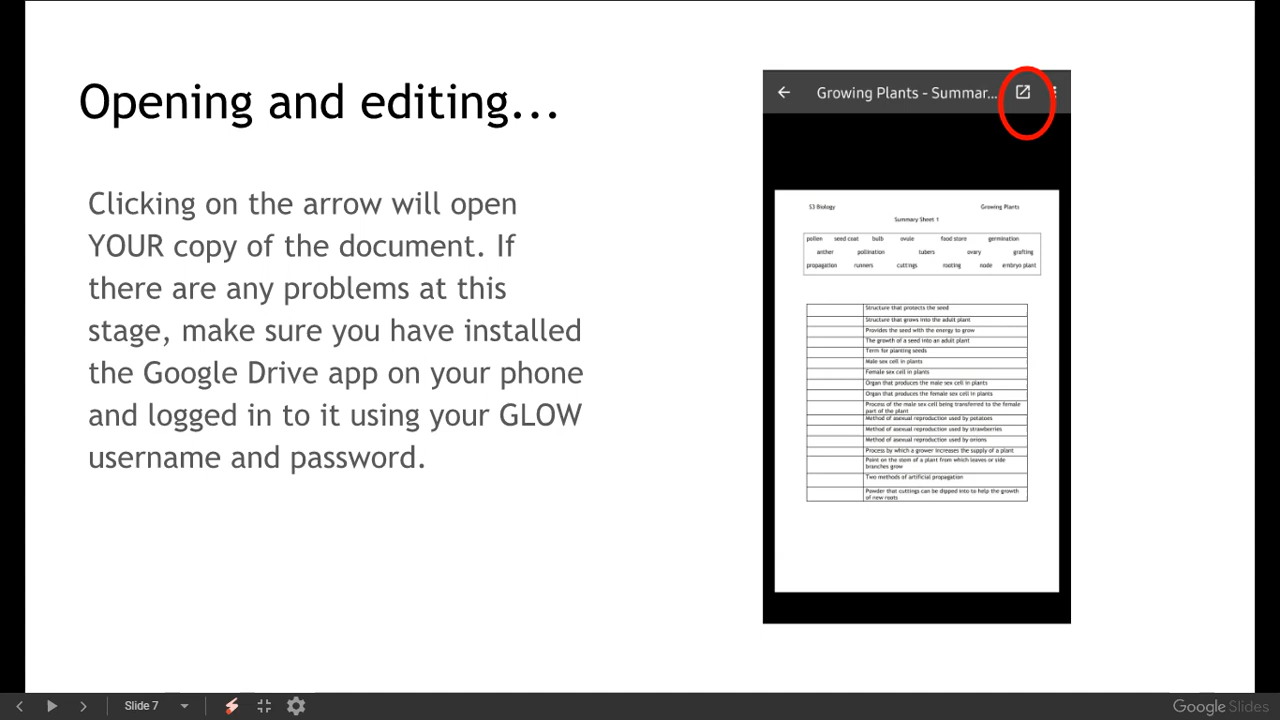 Opening and editing...
Clicking on the arrow will open
YOUR copy of the document. If
there are any problems at this
stage, make sure you have installed
the Google Drive app on your phone
and logged in to it using your GLOW
username and password.
Growing Plants - Summar...
S3 Biology Growing Plants
Summary Sheet 1
pollen seed coat bulb ovule food store germination
anther pollination tubers ovary grafting
propagation runners cuttings rooting node embryo plant
Structure that protects the seed
Structure that grows into the adult plant
Provides the seed with the energy to grow
The growth of a seed into an adult plant
Term for planting seeds
Male sex cell in plants
Female sex cell in plants
Organ that produces the male sex cell in plants
Organ that produces the female sex cell in plants
Process of the male sex cell being transferred to the female
part of the plant
Method of asexual reproduction used by potatoes
Method of asexual reproduction used by strawberries
Method of asexual reproduction used by onions
Process by which a grower increases the supply of a plant
Point on the stem of a plant from which leaves or side
branches grow
Two methods of artificial propagation
Powder that cuttings can be dipped into to help the growth
of new roots
Slide 7
Google Slides